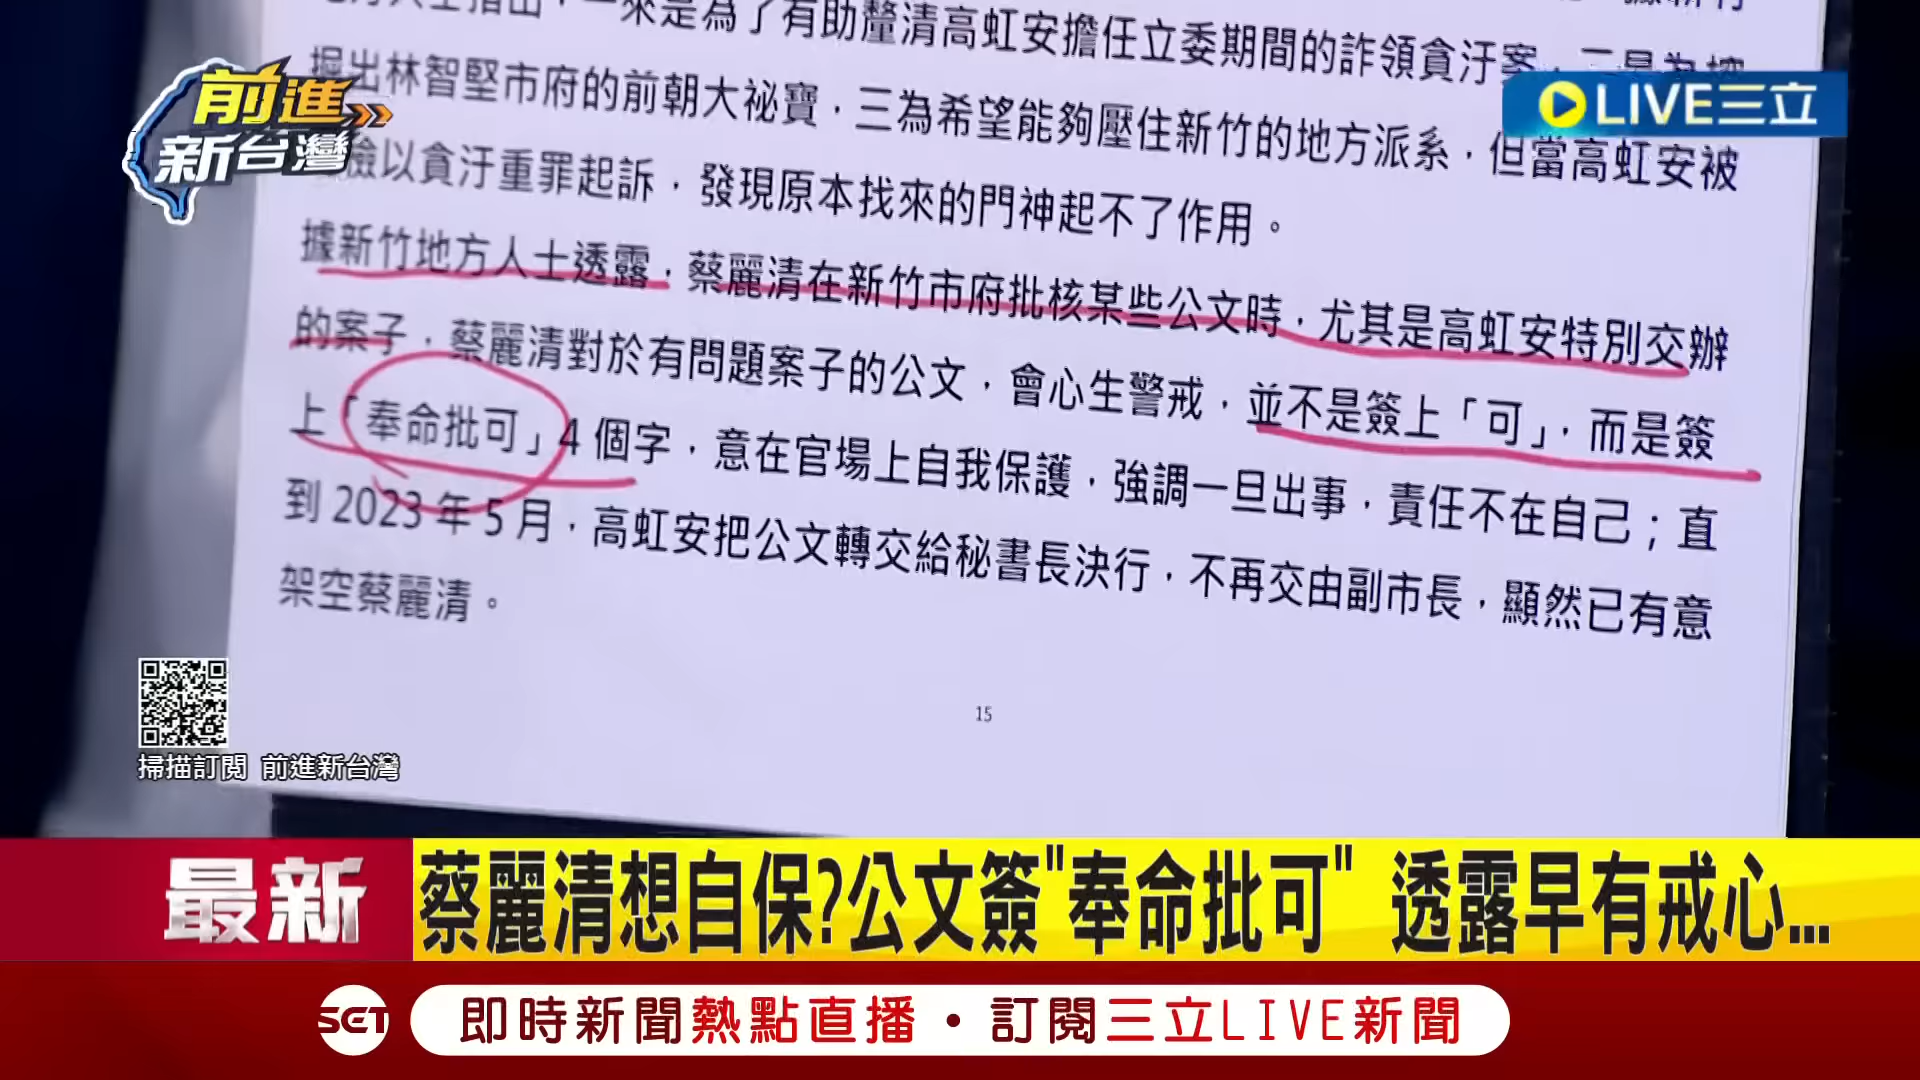 一來是為了有助釐清高虹安擔任立委期間的詐領貪汙案，二是為挖
掘出林智堅市府的前朝大祕寶，三為希望能夠壓住新竹的地方派系，但當高虹安被
檢以貪汙重罪起訴，發現原本找來的門神起不了作用。
據新竹地方人士透露，蔡麗清在新竹市府批核某些公文時，尤其是高虹安特別交辦
的案子，蔡麗清對於有問題案子的公文，會心生警戒，並不是簽上「可」，而是簽
上「奉命批可」4 個字，意在官場上自我保護，強調一旦出事，責任不在自己；直
到 2023 年 5 月，高虹安把公文轉交給秘書長決行，不再交由副市長，顯然已有意
架空蔡麗清。
15
前進
新台灣
LIVE三立
掃描訂閱 前進新台灣
最新
蔡麗清想自保?公文簽"奉命批可" 透露早有戒心...
SET
即時新聞熱點直播・訂閱三立LIVE新聞